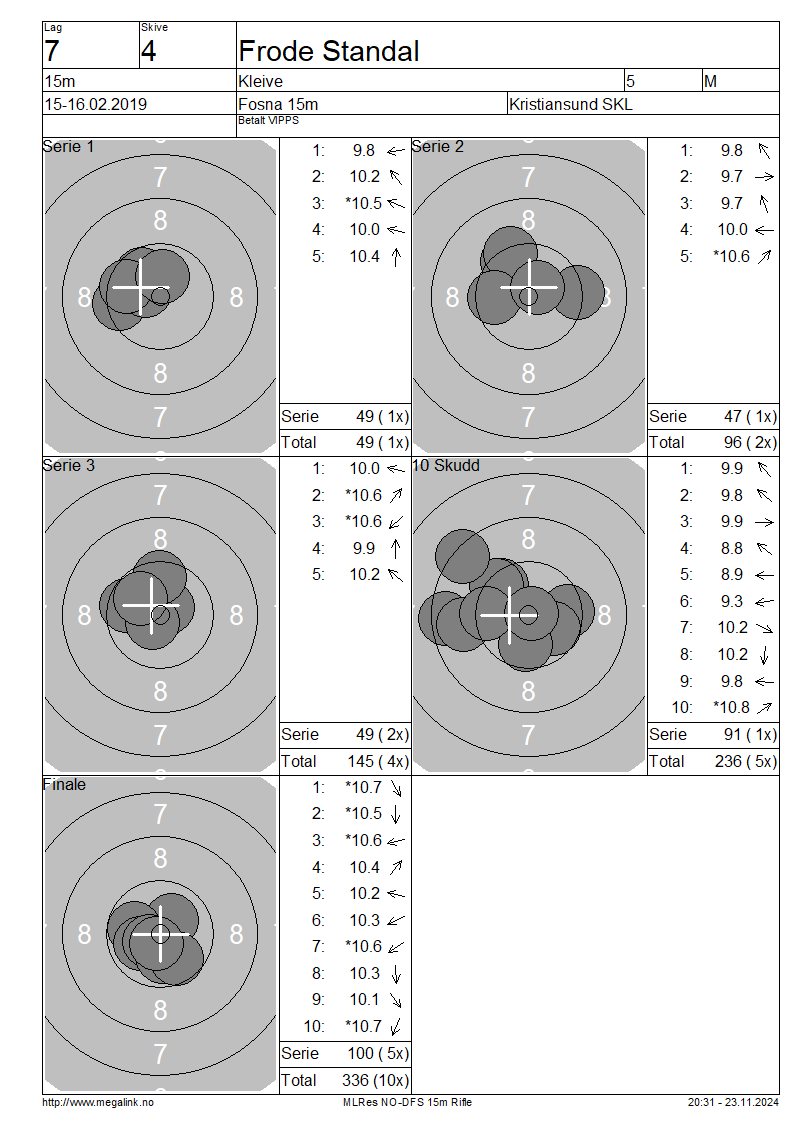 Lag Skive
7 4 Frode Standal
15m Kleive 5 M
15-16.02.2019 Fosna 15m Kristiansund SKL
Betalt VIPPS
Serie 1
7
8
8 8
8
7
1: 9.8
2: 10.2
3: *10.5
4: 10.0
5: 10.4
Serie 49 ( 1x)
Total 49 ( 1x)
Serie 2
7
8
8 8
8
7
1: 9.8
2: 9.7
3: 9.7
4: 10.0
5: *10.6
Serie 47 ( 1x)
Total 96 ( 2x)
Serie 3
7
8
8 8
8
7
1: 10.0
2: *10.6
3: *10.6
4: 9.9
5: 10.2
Serie 49 ( 2x)
Total 145 ( 4x)
10 Skudd
7
8
8
8
7
1: 9.9
2: 9.8
3: 9.9
4: 8.8
5: 8.9
6: 9.3
7: 10.2
8: 10.2
9: 9.8
10: *10.8
Serie 91 ( 1x)
Total 236 ( 5x)
Finale
7
8
8 8
8
7
1: *10.7
2: *10.5
3: *10.6
4: 10.4
5: 10.2
6: 10.3
7: *10.6
8: 10.3
9: 10.1
10: *10.7
Serie 100 ( 5x)
Total 336 (10x)
http://www.megalink.no MLRes NO-DFS 15m Rifle 20:31 - 23.11.2024